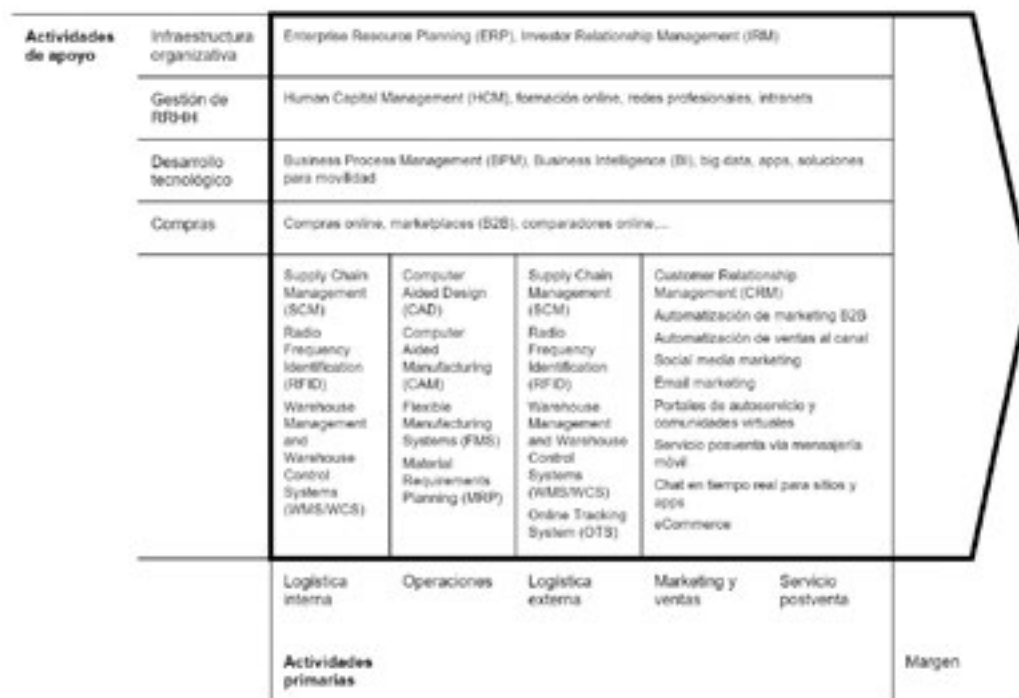 Actividades
de apoyo
Infraestructura
organizativa
Enterprise Resource Planning (ERP), Investor Relationship Management (IRM)
Gestión de
RRHH
Human Capital Management (HCM), formación online, redes profesionales, intranets
Desarrollo
tecnológico
Business Process Management (BPM), Business Intelligence (BI), big data, apps, soluciones
para movilidad
Compras
Compras online, marketplaces (B2B), comparadores online,...
Supply Chain
Management
(SCM)
Radio
Frequency
Identification
(RFID)
Warehouse
Management
and
Warehouse
Control
Systems
(WMS/WCS)
Computer
Aided Design
(CAD)
Computer
Aided
Manufacturing
(CAM)
Flexible
Manufacturing
Systems (FMS)
Material
Requirements
Planning (MRP)
Supply Chain
Management
(SCM)
Radio
Frequency
Identification
(RFID)
Warehouse
Management
and Warehouse
Control
Systems
(WMS/WCS)
Online Tracking
System (OTS)
Customer Relationship
Management (CRM)
Automatización de marketing B2B
Automatización de ventas al canal
Social media marketing
Email marketing
Portales de autoservicio y
comunidades virtuales
Servicio posventa vía mensajería
móvil
Chat en tiempo real para sitios y
apps
eCommerce
Logística
interna
Operaciones
Logística
externa
Marketing y
ventas
Servicio
postventa
Actividades
primarias
Margen